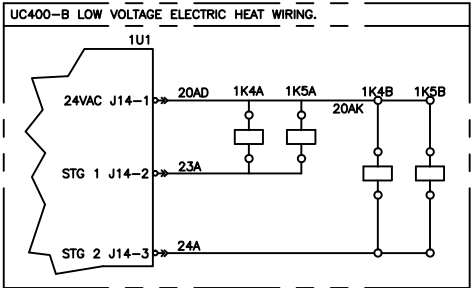 UC400-B LOW VOLTAGE ELECTRIC HEAT WIRING.
1U1
24VAC J14-1 20AD 1K4A 1K5A 1K4B 1K5B
20AK
STG 1 J14-2 23A
STG 2 J14-3 24A